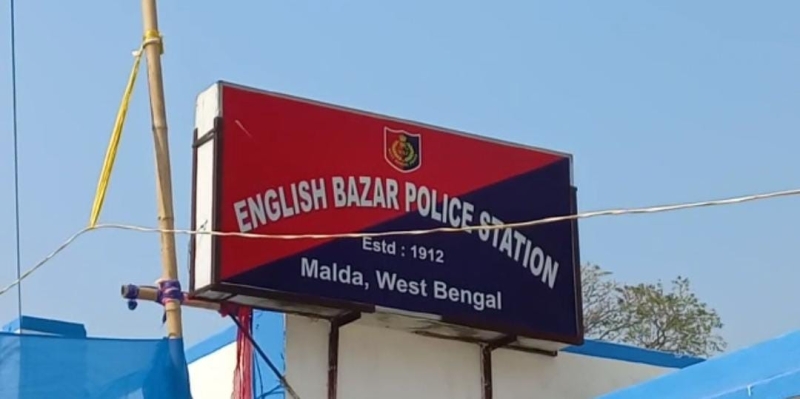 ENGLISH BAZAR POLICE STATION
Estd : 1912
Malda, West Bengal